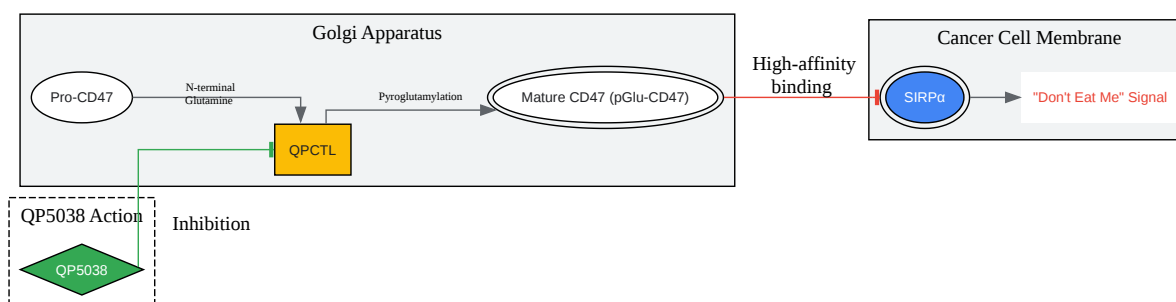 Golgi Apparatus
Cancer Cell Membrane
Pro-CD47
N-terminal
Glutamine
Pyroglutamylation
Mature CD47 (pGlu-CD47)
High-affinity
binding
SIRPα
"Don't Eat Me" Signal
QPCTL
QP5038 Action
Inhibition
QP5038